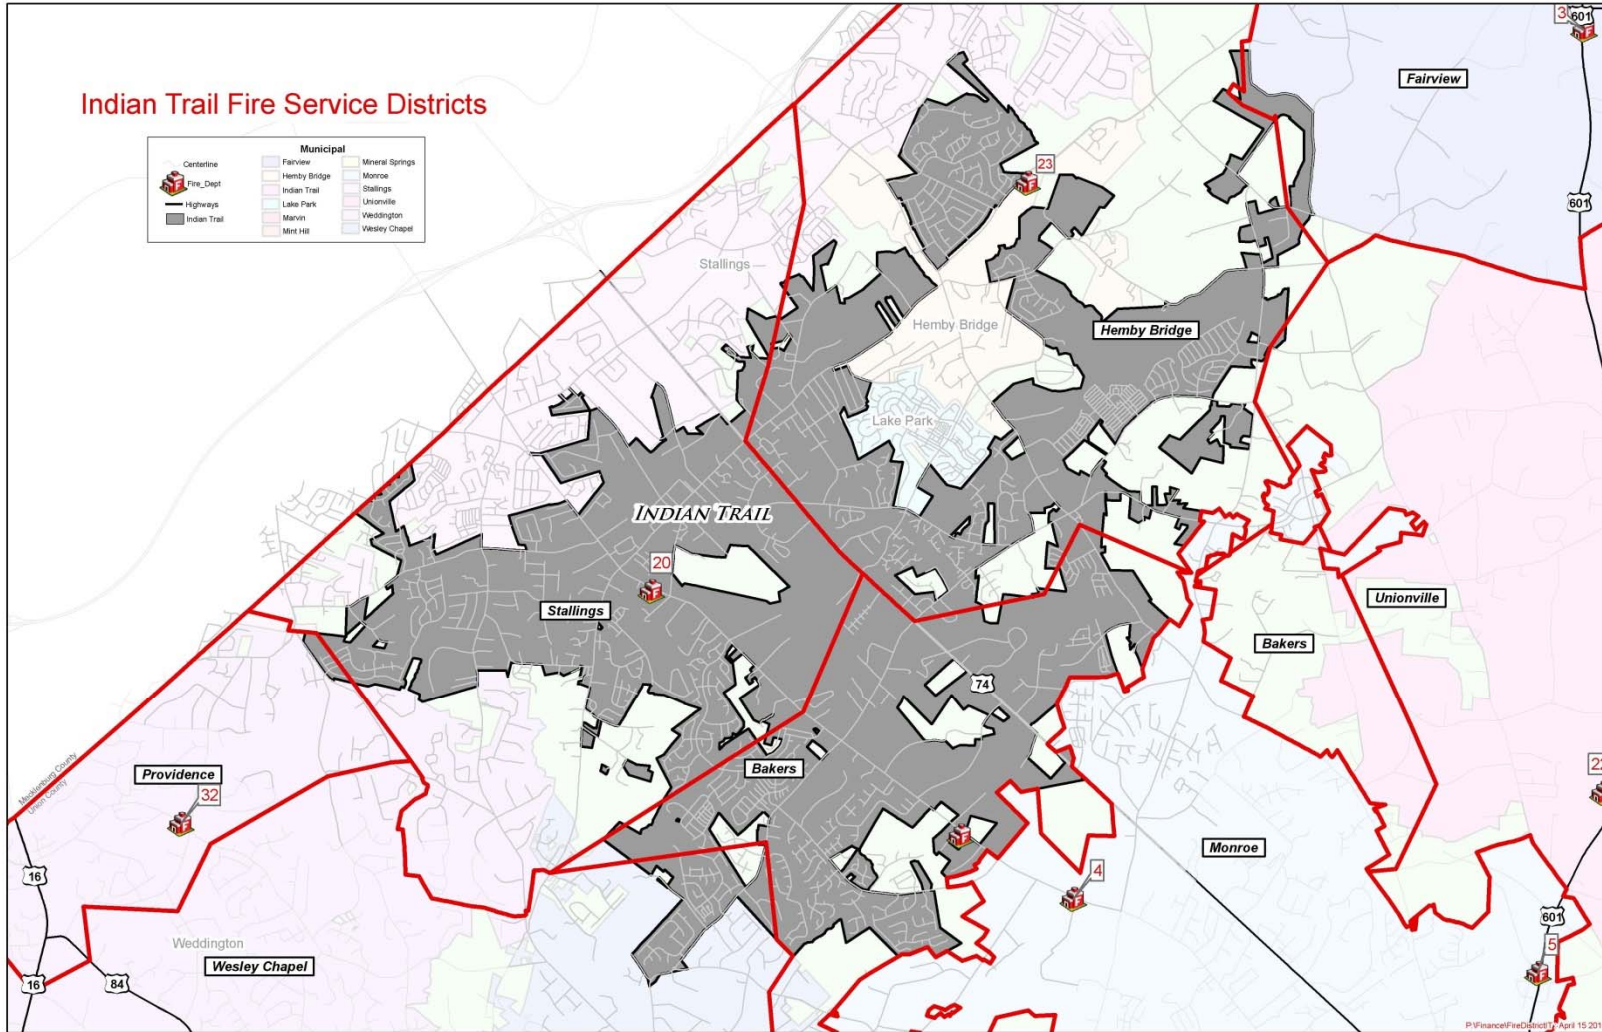 Indian Trail Fire Service Districts
Municipal
Centerline
Fire_Dept
Highways
Indian Trail
Fairview
Hemby Bridge
Indian Trail
Lake Park
Marvin
Mint Hill
Mineral Springs
Monroe
Stallings
Unionville
Weddington
Wesley Chapel
3
601
Fairview
23
601
Stallings
Hemby Bridge
Hemby Bridge
Lake Park
INDIAN TRAIL
20
Stallings
Unionville
Bakers
74
Bakers
Mecklenburg County
Union County
Providence
32
22
Monroe
16
4
601
5
Weddington
Wesley Chapel
16
84